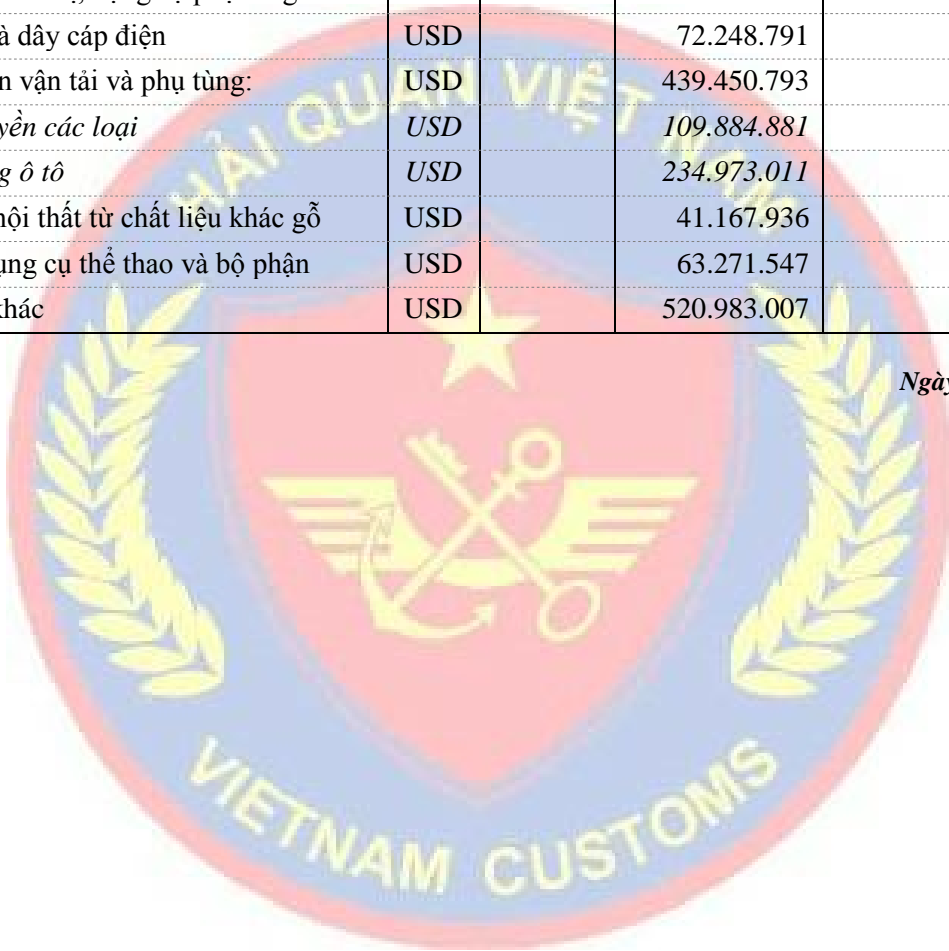 à dây cáp điện USD 72.248.791
n vận tải và phụ tùng: USD 439.450.793
yền các loại USD 109.884.881
g ô tô USD 234.973.011
nội thất từ chất liệu khác gỗ USD 41.167.936
ụng cụ thể thao và bộ phận USD 63.271.547
khác USD 520.983.007
Ngày
HẢI QUAN VIỆT NAM
VIETNAM CUSTOMS